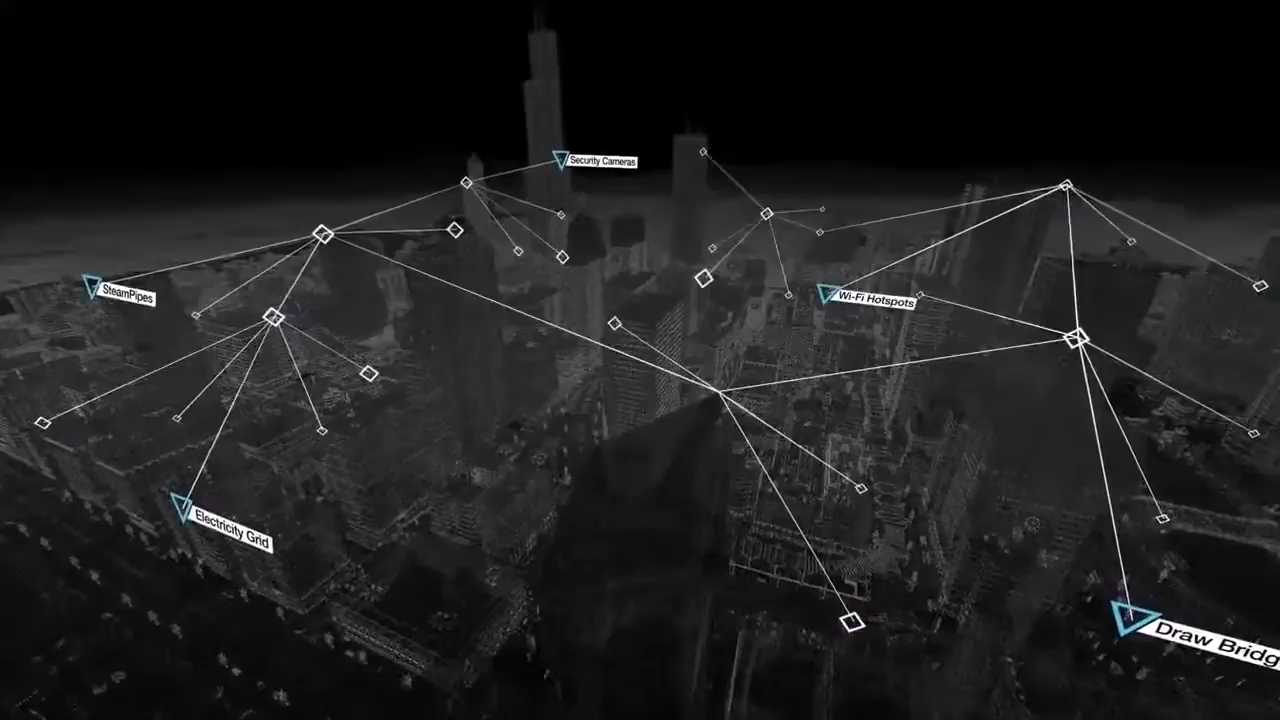 Security Cameras
SteamPipes
Wi-Fi Hotspots
Electricity Grid
Draw Bridg